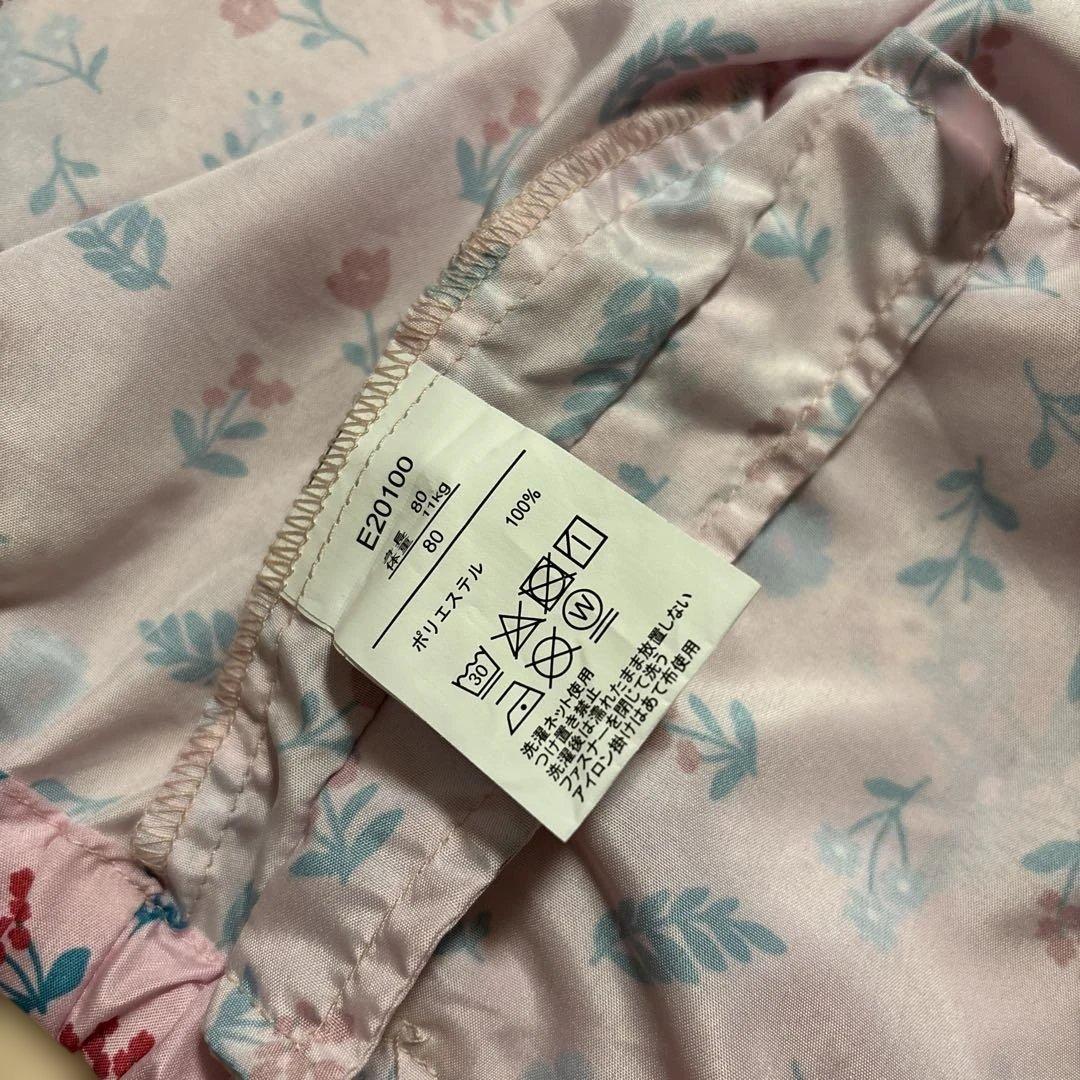 E20100
身長 80
体重 11kg
80
ポリエステル 100%
30
W
洗濯ネット使用
つけ置き禁止
洗濯後は濡れたまま放置しない
ファスナーを閉じて洗う
アイロン掛けはあて布使用